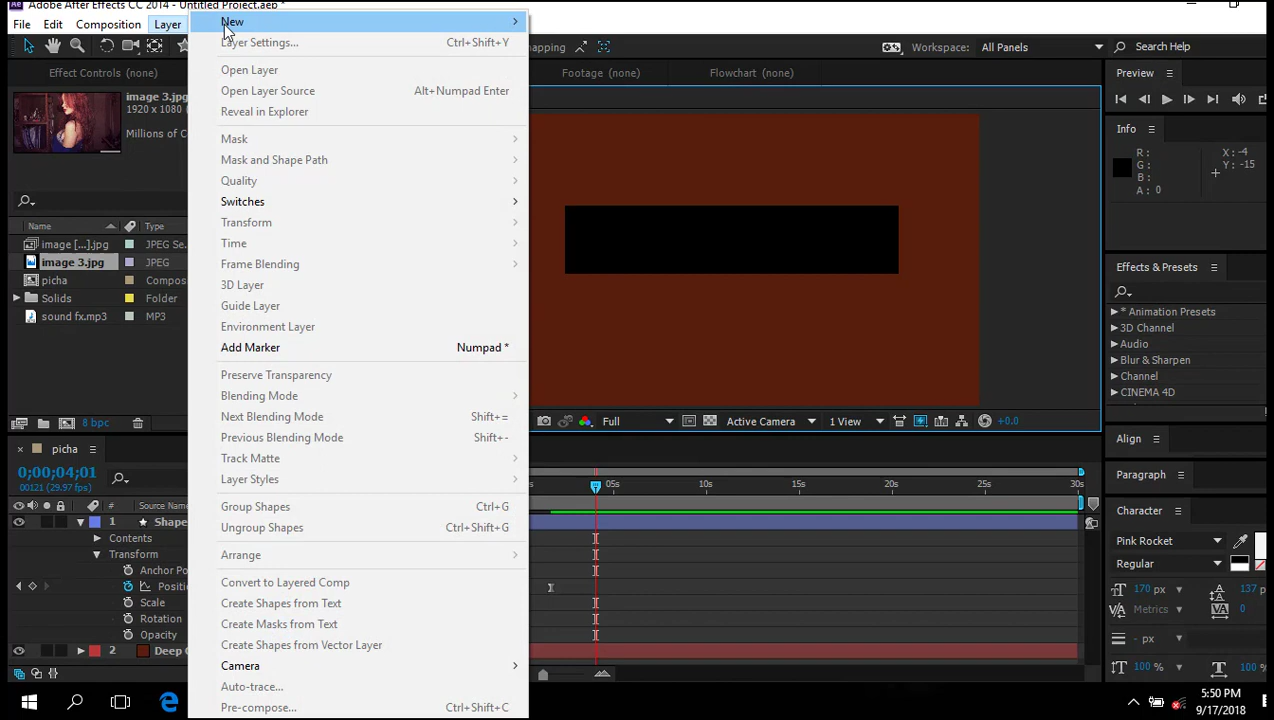 Adobe After Effects CC 2014 - Untitled Project.aep *
File Edit Composition Layer
New
Layer Settings... Ctrl+Shift+Y
Open Layer
Open Layer Source Alt+Numpad Enter
Reveal in Explorer
Mask
Mask and Shape Path
Quality
Switches
Transform
Time
Frame Blending
3D Layer
Guide Layer
Environment Layer
Add Marker Numpad *
Preserve Transparency
Blending Mode
Next Blending Mode Shift+=
Previous Blending Mode Shift+-
Track Matte
Layer Styles
Group Shapes Ctrl+G
Ungroup Shapes Ctrl+Shift+G
Arrange
Convert to Layered Comp
Create Shapes from Text
Create Masks from Text
Create Shapes from Vector Layer
Camera
Auto-trace...
Pre-compose... Ctrl+Shift+C
Workspace: All Panels
Search Help
Effect Controls (none)
image 3.jpg
1920 x 1080
Millions of C
Name Type
image [...].jpg JPEG Se.
image 3.jpg JPEG
picha Compos
Solids Folder
sound fx.mp3 MP3
8 bpc
Footage (none) Flowchart (none)
Full Active Camera 1 View +0.0
Preview
Info
R: X: -4
G: Y: -15
B:
A: 0
Effects & Presets
* Animation Presets
3D Channel
Audio
Blur & Sharpen
Channel
CINEMA 4D
Align
Paragraph
Character
Pink Rocket
Regular
170 px 137
Metrics 0
- px
100 % 100
picha
0;00;04;01
00121 (29.97 fps)
# Source Name
1 Shape
Contents
Transform
Anchor Po
Positi
Scale
Rotation
Opacity
2 Deep
05s 10s 15s 20s 25s 30s
5:50 PM
9/17/2018